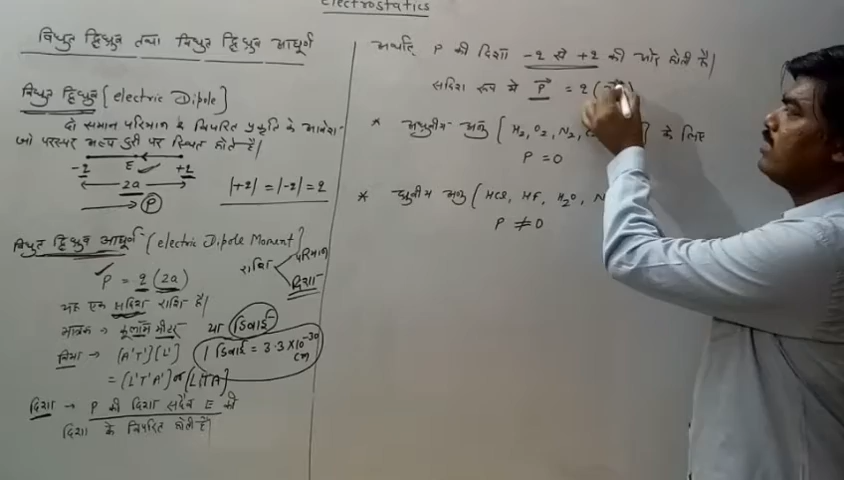 Electrostatics
विधुत द्विध्रुव तथा विधुत द्विध्रुव आघूर्ण
विधुत द्विध्रुव [electric Dipole]
दो समान परिमाण व विपरित प्रकृति के आवेश
जो परस्पर अल्प दुरी पर स्थित होते है।
-q E +q
2a
P
|+q| = |-q| = q
विधुत द्विध्रुव आघूर्ण [electric Dipole Moment]
राशि परिमाण
दिशा
P = q (2a)
यह एक सदिश राशि है।
मात्रक → कूलॉम मीटर या डिबाई
विमा → [A'T'][L']
1 डिबाई = 3.3 X 10⁻³⁰ cm
= [L'T'A'] or [LTA]
दिशा → P की दिशा सदैव E की
दिशा के विपरित होती है
अर्थात् P की दिशा -q से +q की ओर होती है।
सदिश रूप मे P⃗ = q (
* अध्रुवीय अणु [H₂, O₂, N₂, ] के लिए
P = 0
* ध्रुवीय अणु [HCl, HF, H₂O, N
P ≠ 0